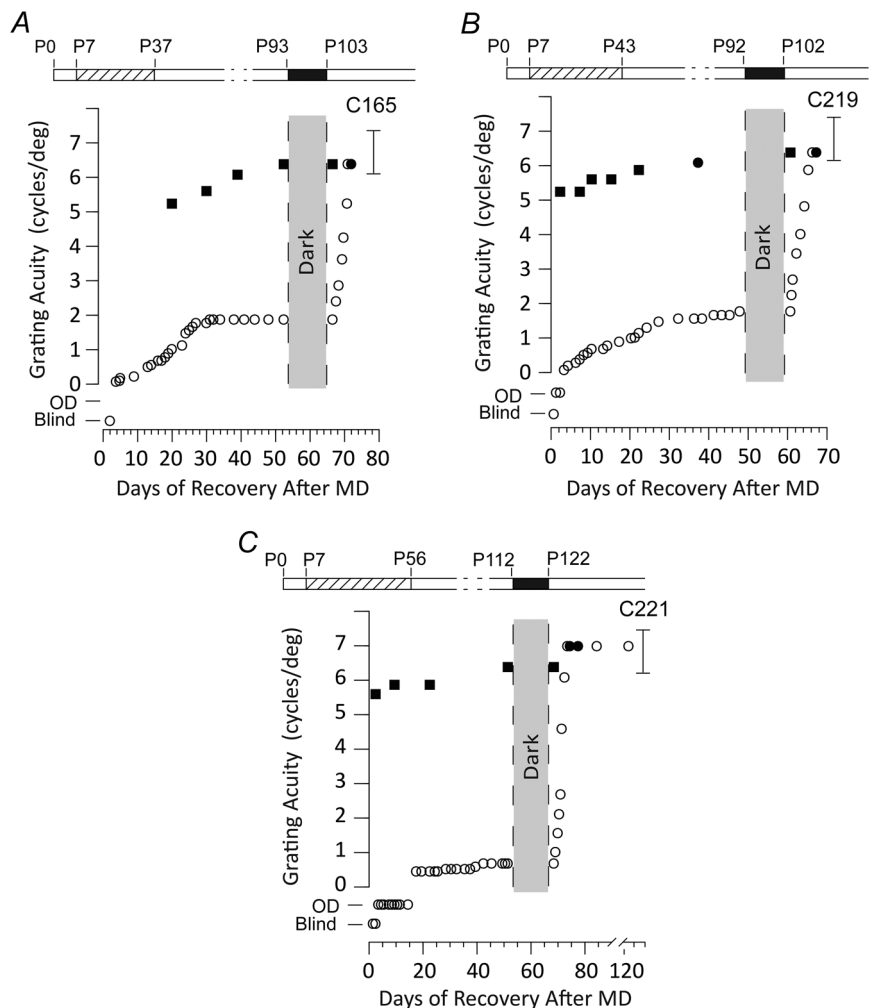 A
P0 P7 P37 P93 P103
C165
7
6
5
4
3
2
1
0
Grating Acuity (cycles/deg)
Dark
OD
Blind
0 10 20 30 40 50 60 70 80
Days of Recovery After MD
B
P0 P7 P43 P92 P102
C219
7
6
5
4
3
2
1
0
Grating Acuity (cycles/deg)
Dark
OD
Blind
0 10 20 30 40 50 60 70
Days of Recovery After MD
C
P0 P7 P56 P112 P122
C221
7
6
5
4
3
2
1
0
Grating Acuity (cycles/deg)
Dark
OD
Blind
0 20 40 60 80 120
Days of Recovery After MD